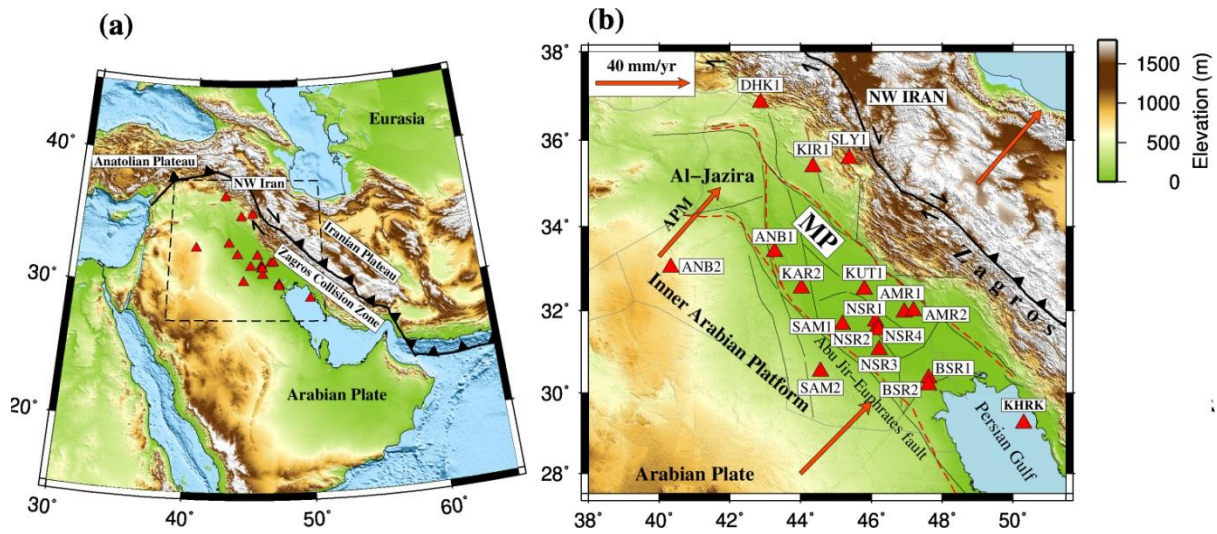 (a)
(b)
40°
30°
20°
30°
40°
50°
60°
Eurasia
Anatolian Plateau
NW Iran
Iranian Plateau
Zagros Collision Zone
Arabian Plate
38°
36°
34°
32°
30°
28°
38°
40°
42°
44°
46°
48°
50°
40 mm/yr
DHK1
NW IRAN
SLY1
KIR1
Al-Jazira
APM
MP
ANB1
ANB2
KAR2
KUT1
Zagros
NSR1
AMR1
AMR2
SAM1
NSR2
NSR4
NSR3
Inner Arabian Platform
Abu Jir-Euphrates fault
SAM2
BSR1
BSR2
KHRK
Persian Gulf
Arabian Plate
1500
1000
500
0
Elevation (m)